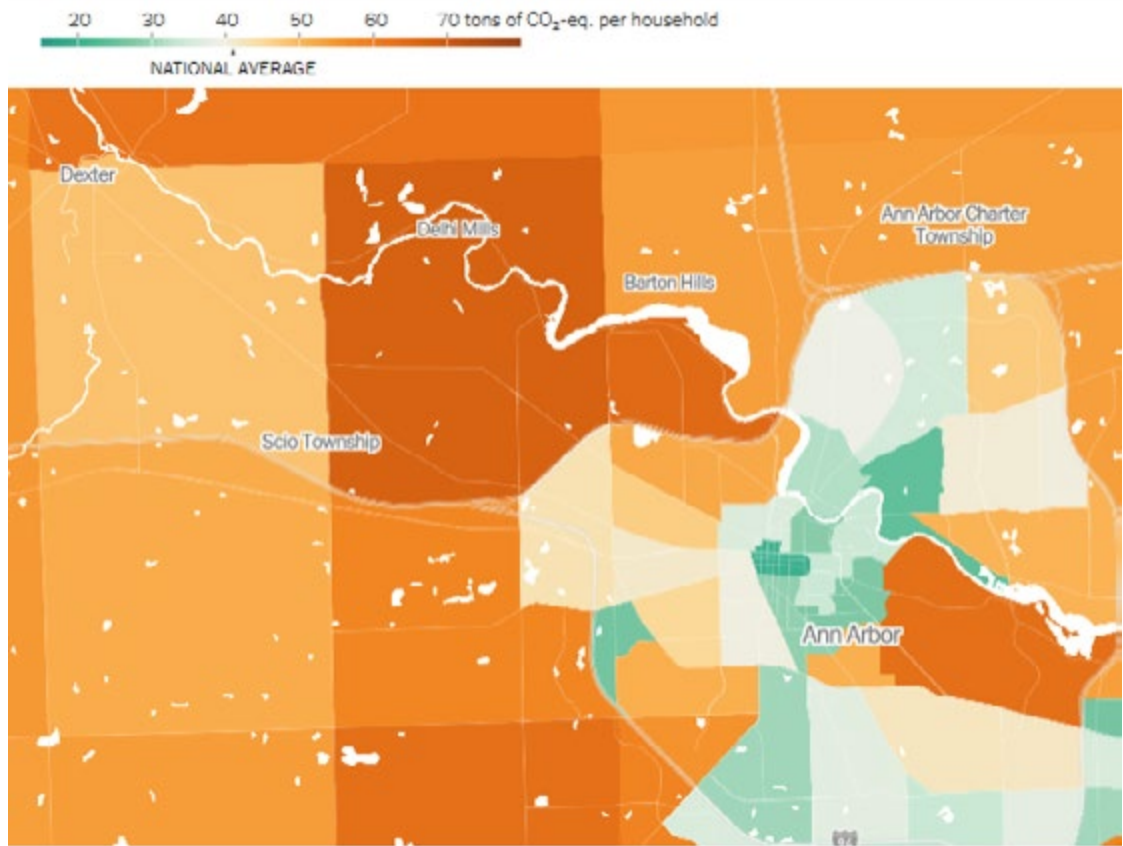 20 30 40 50 60 70 tons of CO₂-eq. per household
NATIONAL AVERAGE
Dexter
Delhi Mills
Ann Arbor Charter
Township
Barton Hills
Scio Township
Ann Arbor
94